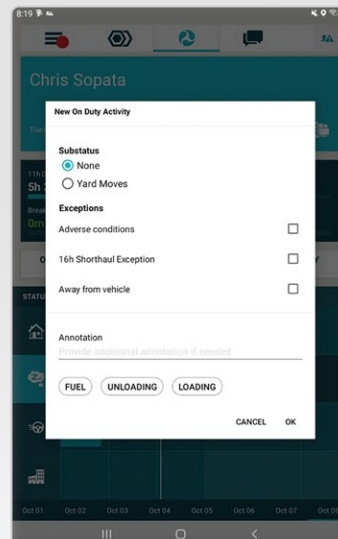 8:19
Chris Sopata
New On Duty Activity
Substatus
None
Yard Moves
Exceptions
Adverse conditions
16h Shorthaul Exception
Away from vehicle
Annotation
Provide additional annotation if needed
FUEL UNLOADING LOADING
CANCEL OK
Oct 01 Oct 02 Oct 03 Oct 04 Oct 05 Oct 06 Oct 07 Oct 08